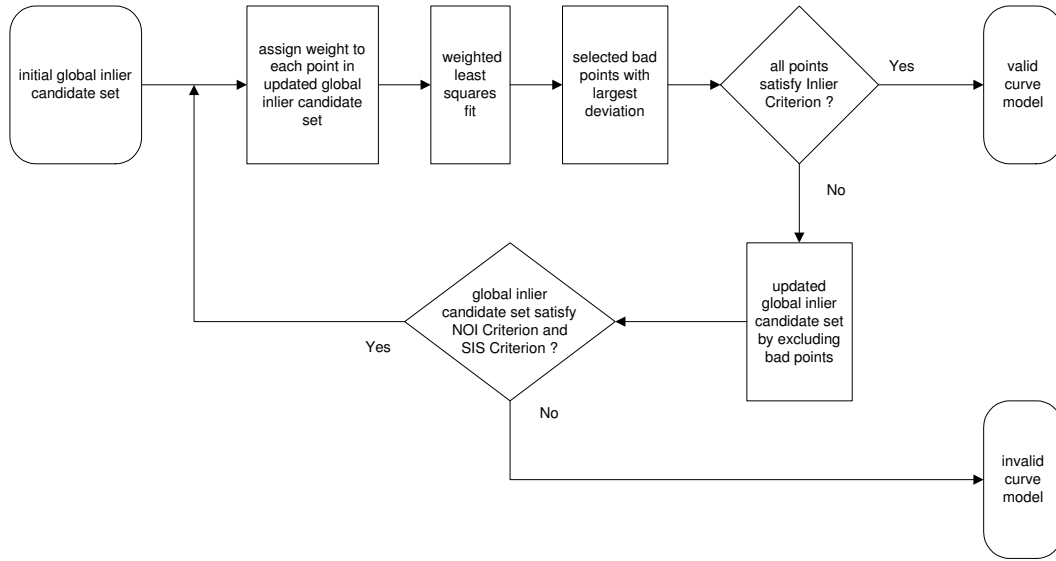 initial global inlier
candidate set
assign weight to
each point in
updated global
inlier candidate
set
weighted
least
squares
fit
selected bad
points with
largest
deviation
all points
satisfy Inlier
Criterion ?
Yes
valid
curve
model
No
updated
global inlier
candidate set
by excluding
bad points
global inlier
candidate set satisfy
NOI Criterion and
SIS Criterion ?
Yes
No
invalid
curve
model